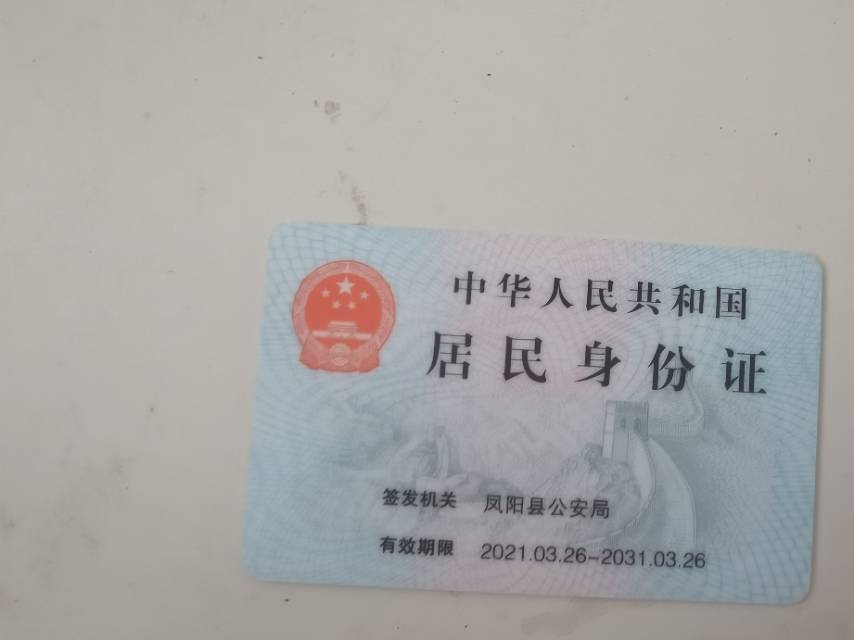 中华人民共和国
居民身份证
签发机关 凤阳县公安局
有效期限 2021.03.26-2031.03.26